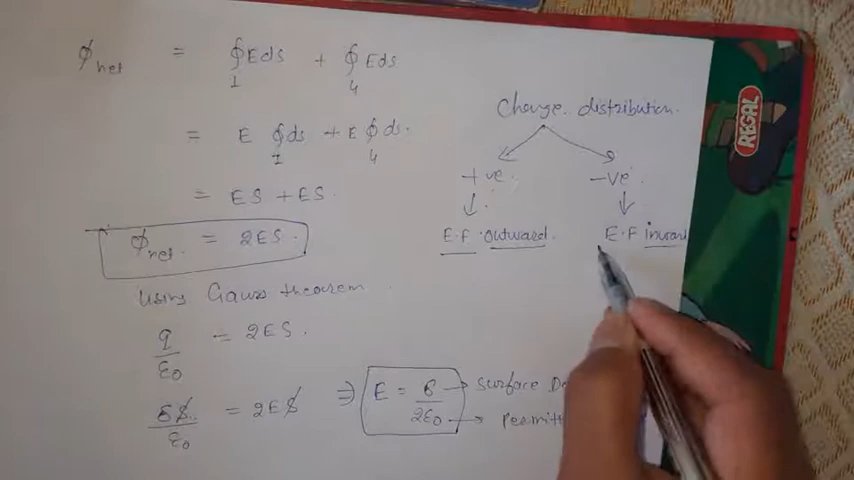 ϕnet = ∮Eds + ∮Eds
1 4
= E ∮ds + E ∮ds.
1 4
= ES + ES
ϕnet. = 2ES.
Using Gauss theorem
q/ε0 = 2ES.
σS/ε0 = 2ES ⇒ E = σ/2ε0
→ Surface
→
Charge distribution.
+ve. -ve.
E.F outward. E.F inward
REGAL